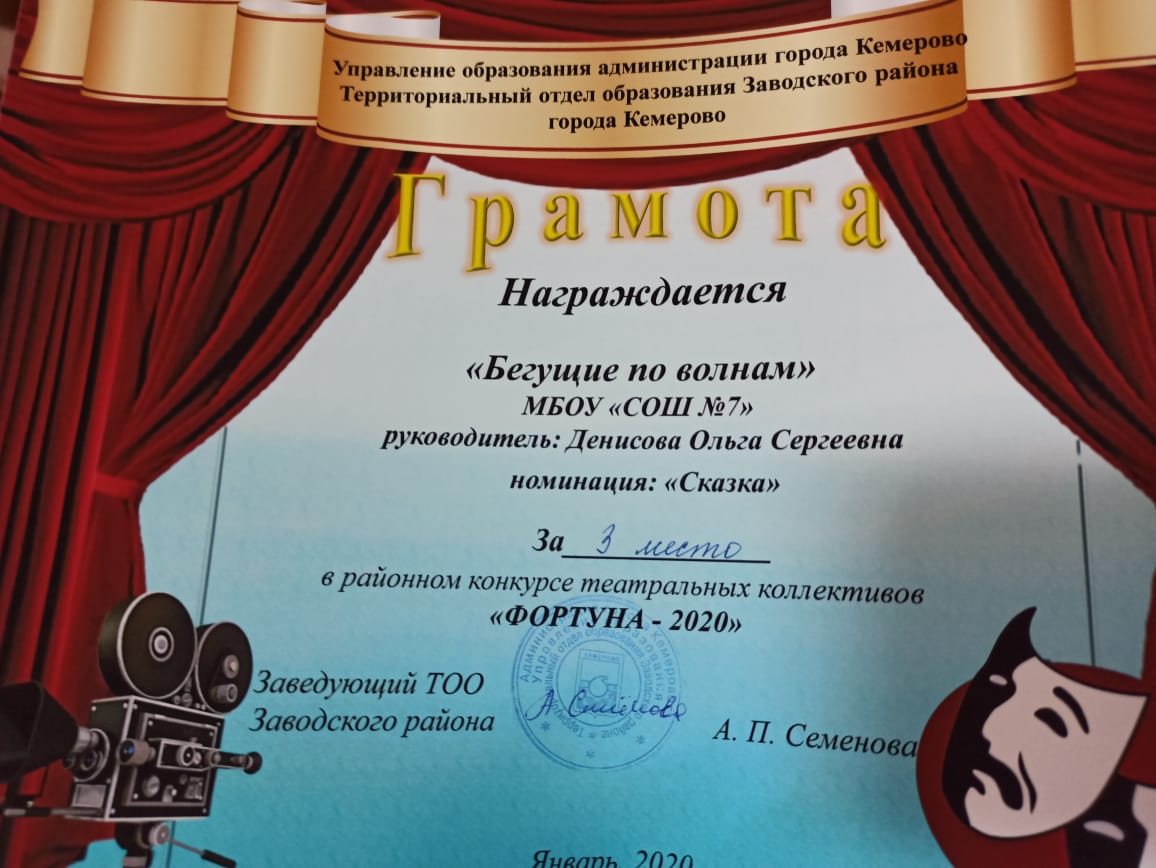 Управление образования администрации города Кемерово
Территориальный отдел образования Заводского района
города Кемерово
Грамота
Награждается
«Бегущие по волнам»
МБОУ «СОШ №7»
руководитель: Денисова Ольга Сергеевна
номинация: «Сказка»
За 3 место
в районном конкурсе театральных коллективов
«ФОРТУНА - 2020»
Заведующий ТОО
Заводского района
А. П. Семенова
Январь, 2020